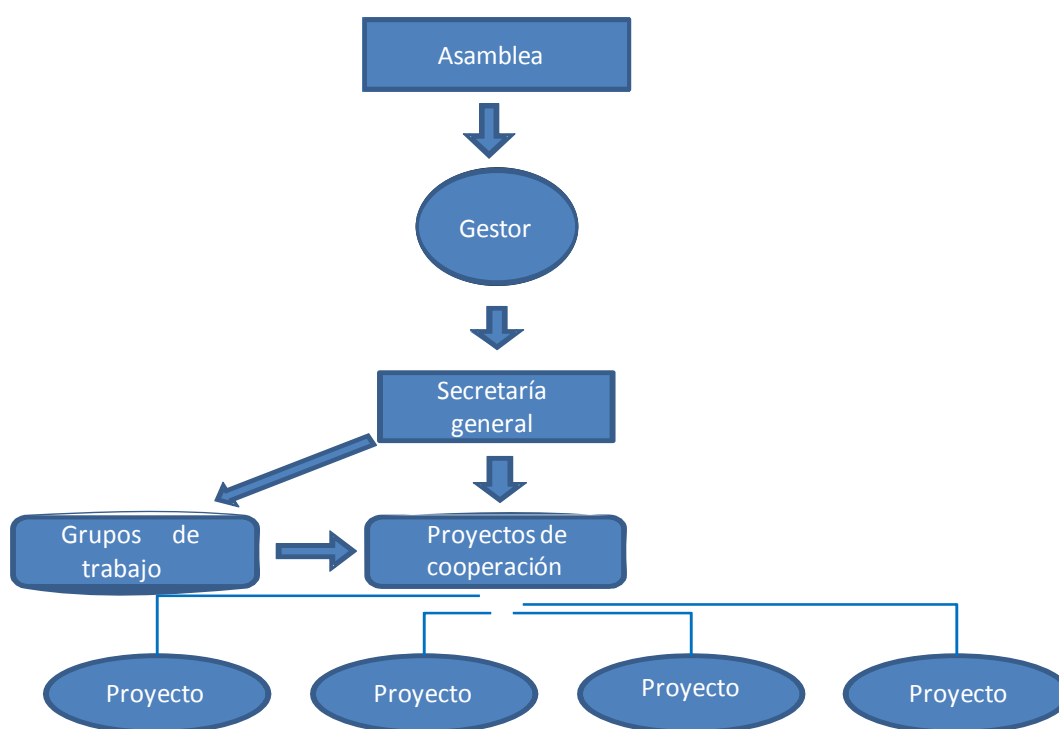 Asamblea
Gestor
Secretaría
general
Grupos de
trabajo
Proyectos de
cooperación
Proyecto
Proyecto
Proyecto
Proyecto